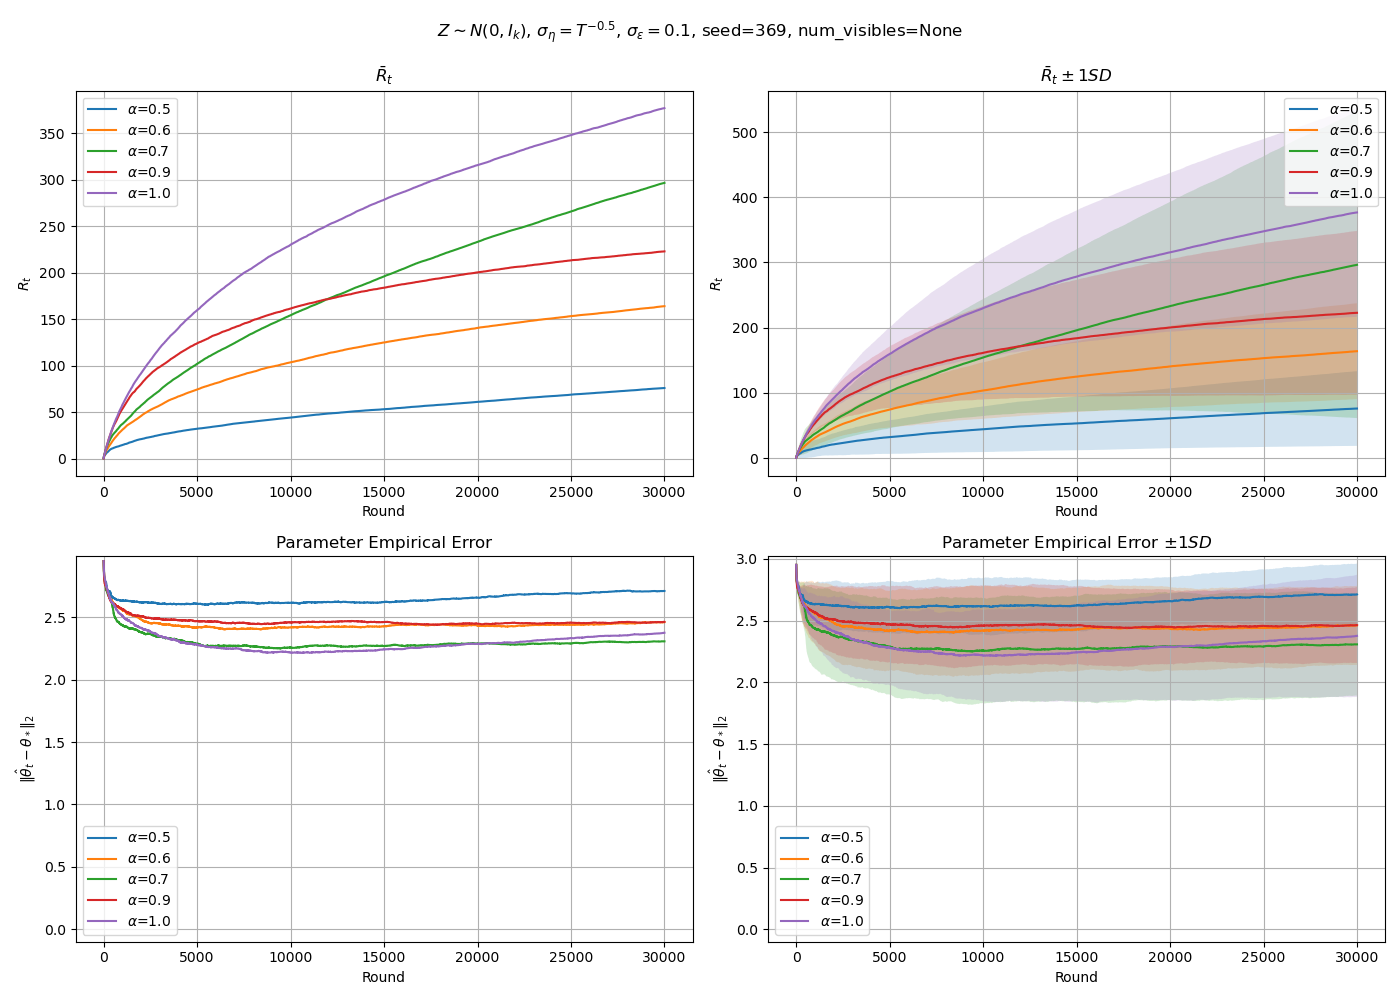 Z ∼ N(0, I_k), σ_η = T^{−0.5}, σ_ε = 0.1, seed=369, num_visibles=None
R̄_t
R_t
350
300
250
200
150
100
50
0
α=0.5
α=0.6
α=0.7
α=0.9
α=1.0
0 5000 10000 15000 20000 25000 30000
Round
R̄_t ± 1SD
R_t
500
400
300
200
100
0
α=0.5
α=0.6
α=0.7
α=0.9
α=1.0
0 5000 10000 15000 20000 25000 30000
Round
Parameter Empirical Error
‖θ̂_t − θ_*‖_2
2.5
2.0
1.5
1.0
0.5
0.0
α=0.5
α=0.6
α=0.7
α=0.9
α=1.0
0 5000 10000 15000 20000 25000 30000
Round
Parameter Empirical Error ±1SD
‖θ̂_t − θ_*‖_2
3.0
2.5
2.0
1.5
1.0
0.5
0.0
α=0.5
α=0.6
α=0.7
α=0.9
α=1.0
0 5000 10000 15000 20000 25000 30000
Round